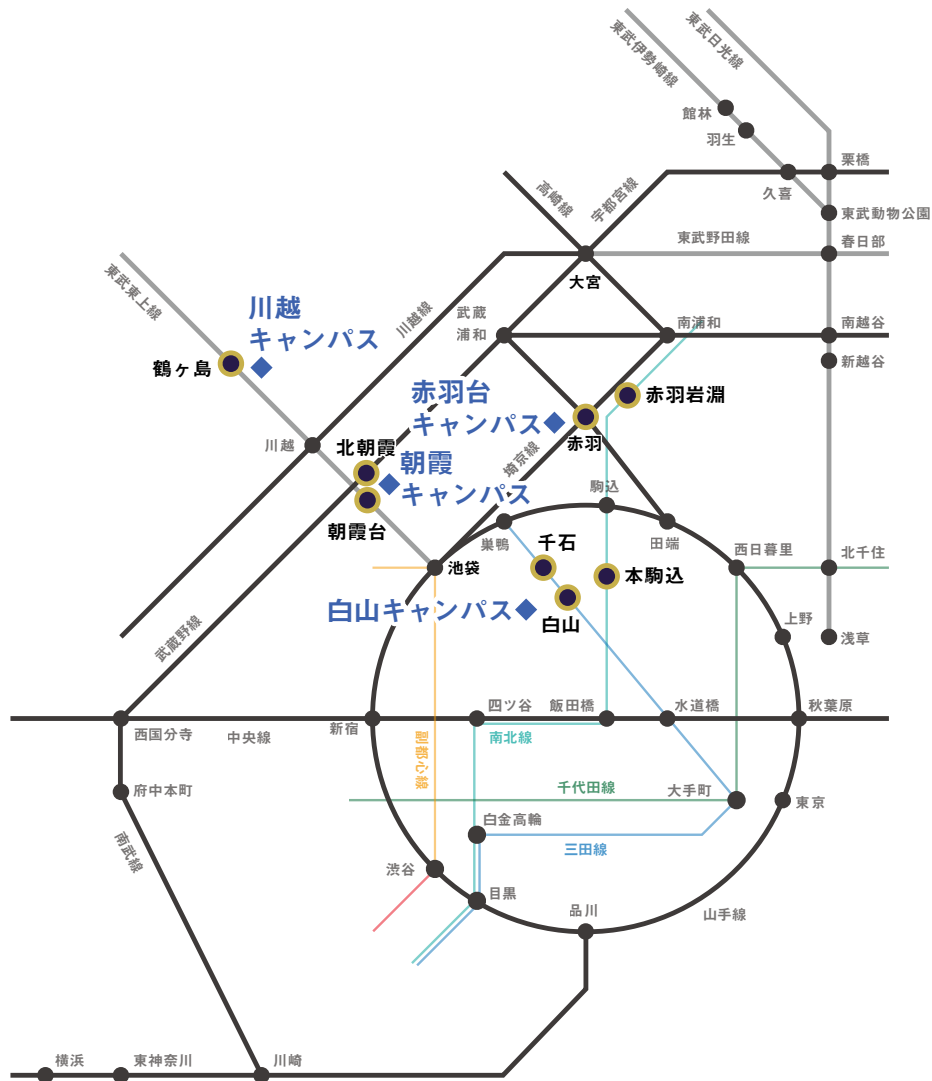 東武日光線
東武伊勢崎線
館林
羽生
栗橋
久喜
高崎線
宇都宮線
東武動物公園
東武野田線
春日部
東武東上線
大宮
川越
キャンパス
川越線
武蔵
浦和
南浦和
南越谷
新越谷
鶴ヶ島
赤羽台
キャンパス
赤羽岩淵
赤羽
川越
北朝霞
朝霞
キャンパス
埼京線
朝霞台
駒込
巣鴨
田端
千石
西日暮里
北千住
池袋
本駒込
白山キャンパス
白山
上野
浅草
武蔵野線
西国分寺
中央線
新宿
四ツ谷
飯田橋
水道橋
秋葉原
南北線
副都心線
千代田線
大手町
府中本町
東京
白金高輪
南武線
三田線
渋谷
目黒
品川
山手線
横浜
東神奈川
川崎